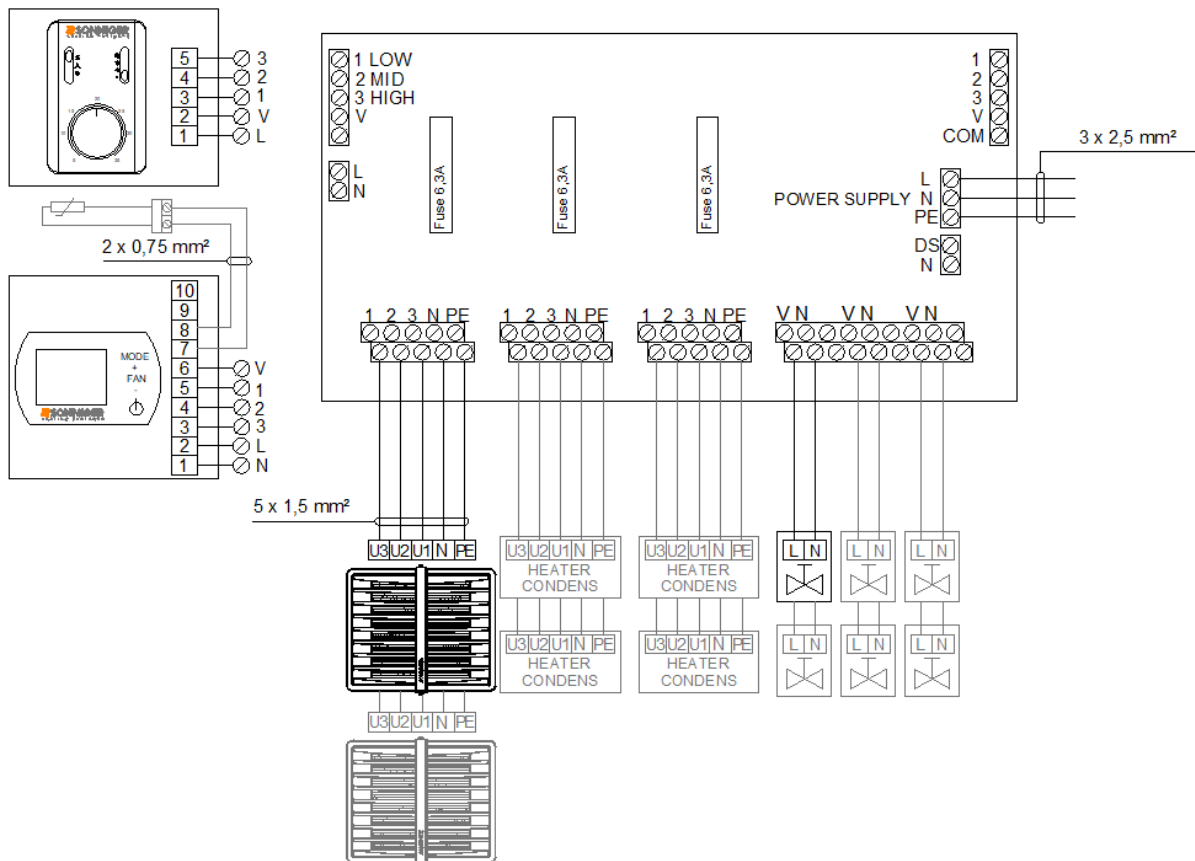 SONNIGER
5 3
4 2
3 1
2 V
1 L
2 x 0,75 mm²
10
9
8
7
6 V
5 1
4 2
3 3
2 L
1 N
MODE
+
FAN
-
SONNIGER
HEATING SYSTEMS
1 LOW
2 MID
3 HIGH
V
L
N
Fuse 6,3A
Fuse 6,3A
Fuse 6,3A
1
2
3
V
COM
3 x 2,5 mm²
L
POWER SUPPLY N
PE
DS
N
1 2 3 N PE
1 2 3 N PE
1 2 3 N PE
V N V N V N
5 x 1,5 mm²
U3 U2 U1 N PE
U3 U2 U1 N PE
HEATER
CONDENS
U3 U2 U1 N PE
HEATER
CONDENS
L N
L N
L N
U3 U2 U1 N PE
HEATER
CONDENS
U3 U2 U1 N PE
HEATER
CONDENS
L N
L N
L N
U3 U2 U1 N PE